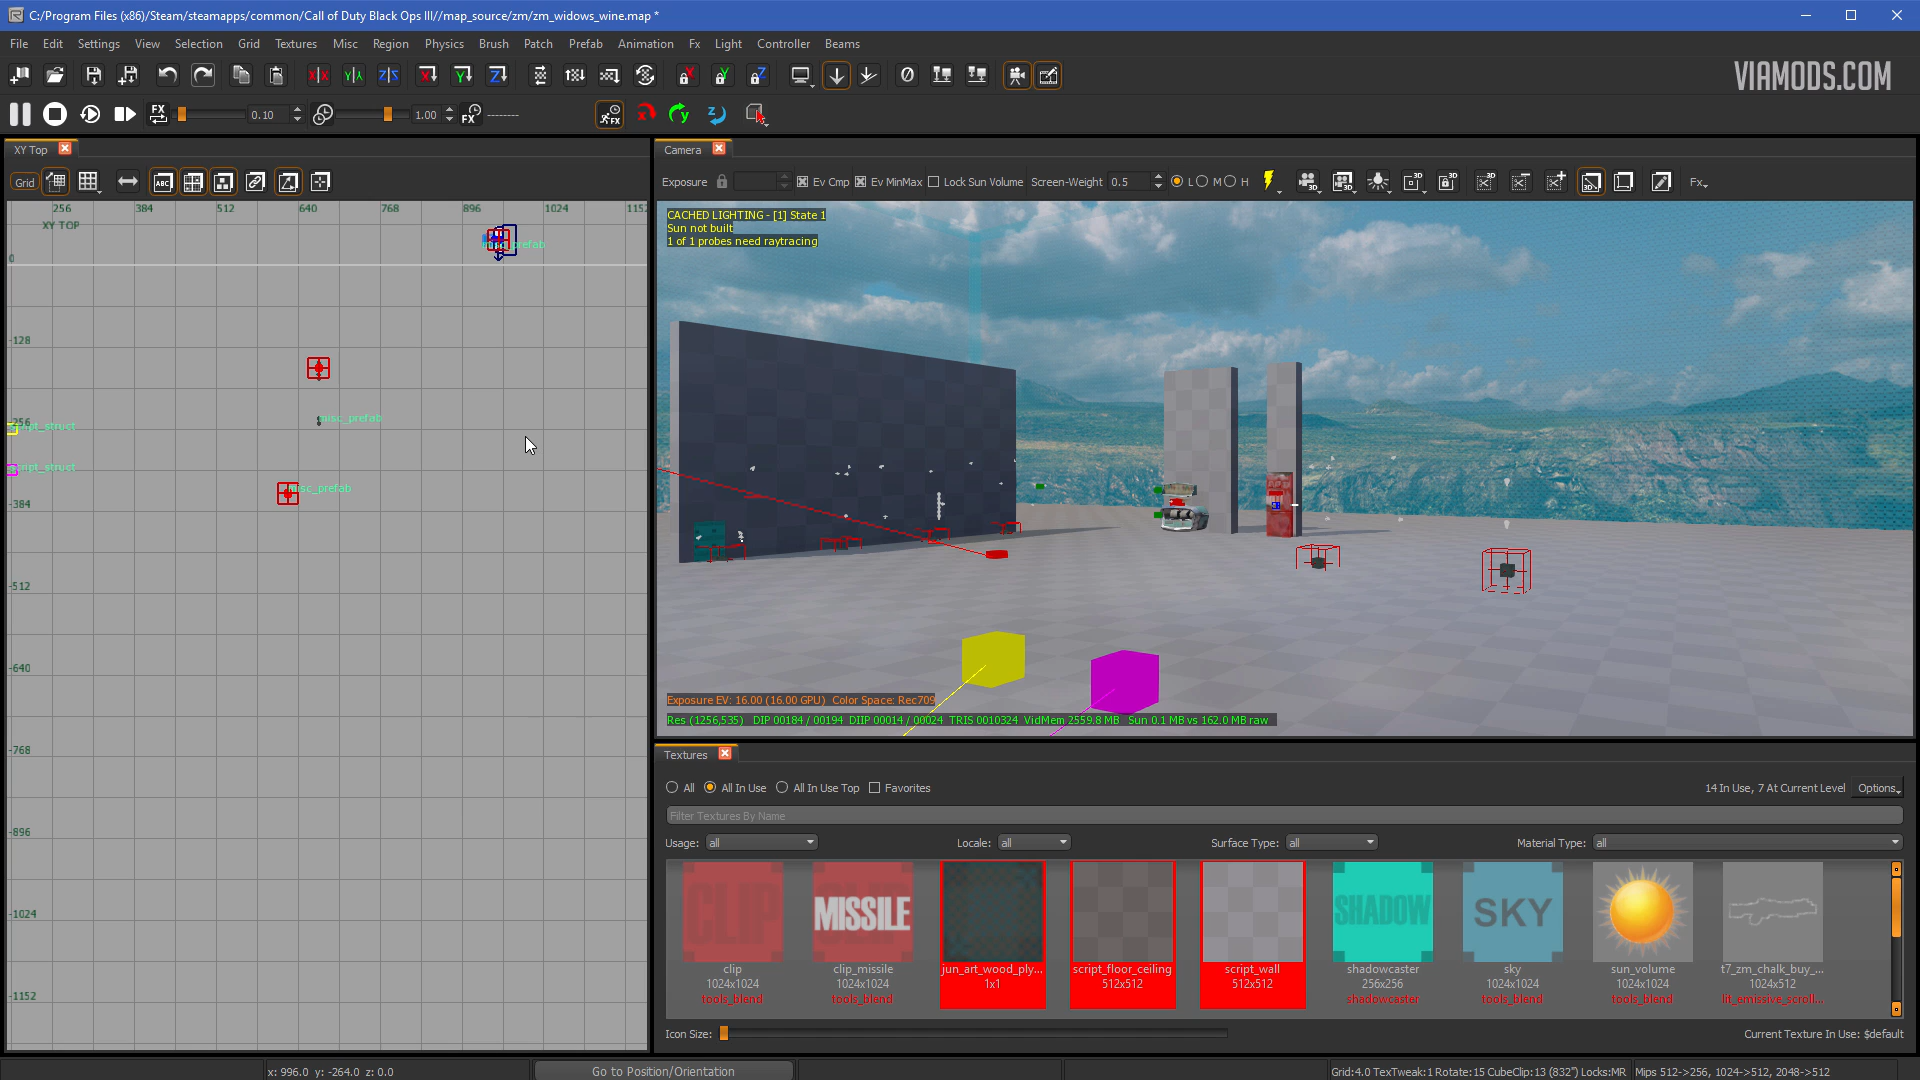 C:/Program Files (x86)/Steam/steamapps/common/Call of Duty Black Ops III//map_source/zm/zm_widows_wine.map *
File Edit Settings View Selection Grid Textures Misc Region Physics Brush Patch Prefab Animation Fx Light Controller Beams
VIAMODS.COM
FX 0.10 1.00 FX --------
XY Top
Grid ABC
256 384 512 640 768 896 1024 1152
XY TOP
misc_prefab
0
-128
misc_prefab
-256
script_struct
script_struct
misc_prefab
-384
-512
-640
-768
-896
-1024
-1152
Camera
Exposure Ev Cmp Ev MinMax Lock Sun Volume Screen-Weight 0.5 L M H Fx
CACHED LIGHTING - [1] State 1
Sun not built
1 of 1 probes need raytracing
Exposure EV: 16.00 (16.00 GPU) Color Space: Rec709
Res (1256,535) DIP 00184 / 00194 DIIP 00014 / 00024 TRIS 0010324 VidMem 2559.8 MB Sun 0.1 MB vs 162.0 MB raw
Textures
All All In Use All In Use Top Favorites 14 In Use, 7 At Current Level Options
Filter Textures By Name
Usage: all Locale: all Surface Type: all Material Type: all
CLIP MISSILE SHADOW SKY
clip clip_missile jun_art_wood_ply... script_floor_ceiling script_wall shadowcaster sky sun_volume t7_zm_chalk_buy_...
1024x1024 1024x1024 1x1 512x512 512x512 256x256 1024x1024 1024x1024 1024x512
tools_blend tools_blend shadowcaster tools_blend tools_blend lit_emissive_scroll...
Icon Size: Current Texture In Use: $default
x: 996.0 y: -264.0 z: 0.0 Go to Position/Orientation Grid:4.0 TexTweak:1 Rotate:15 CubeClip:13 (832") Locks:MR Mips 512->256, 1024->512, 2048->512